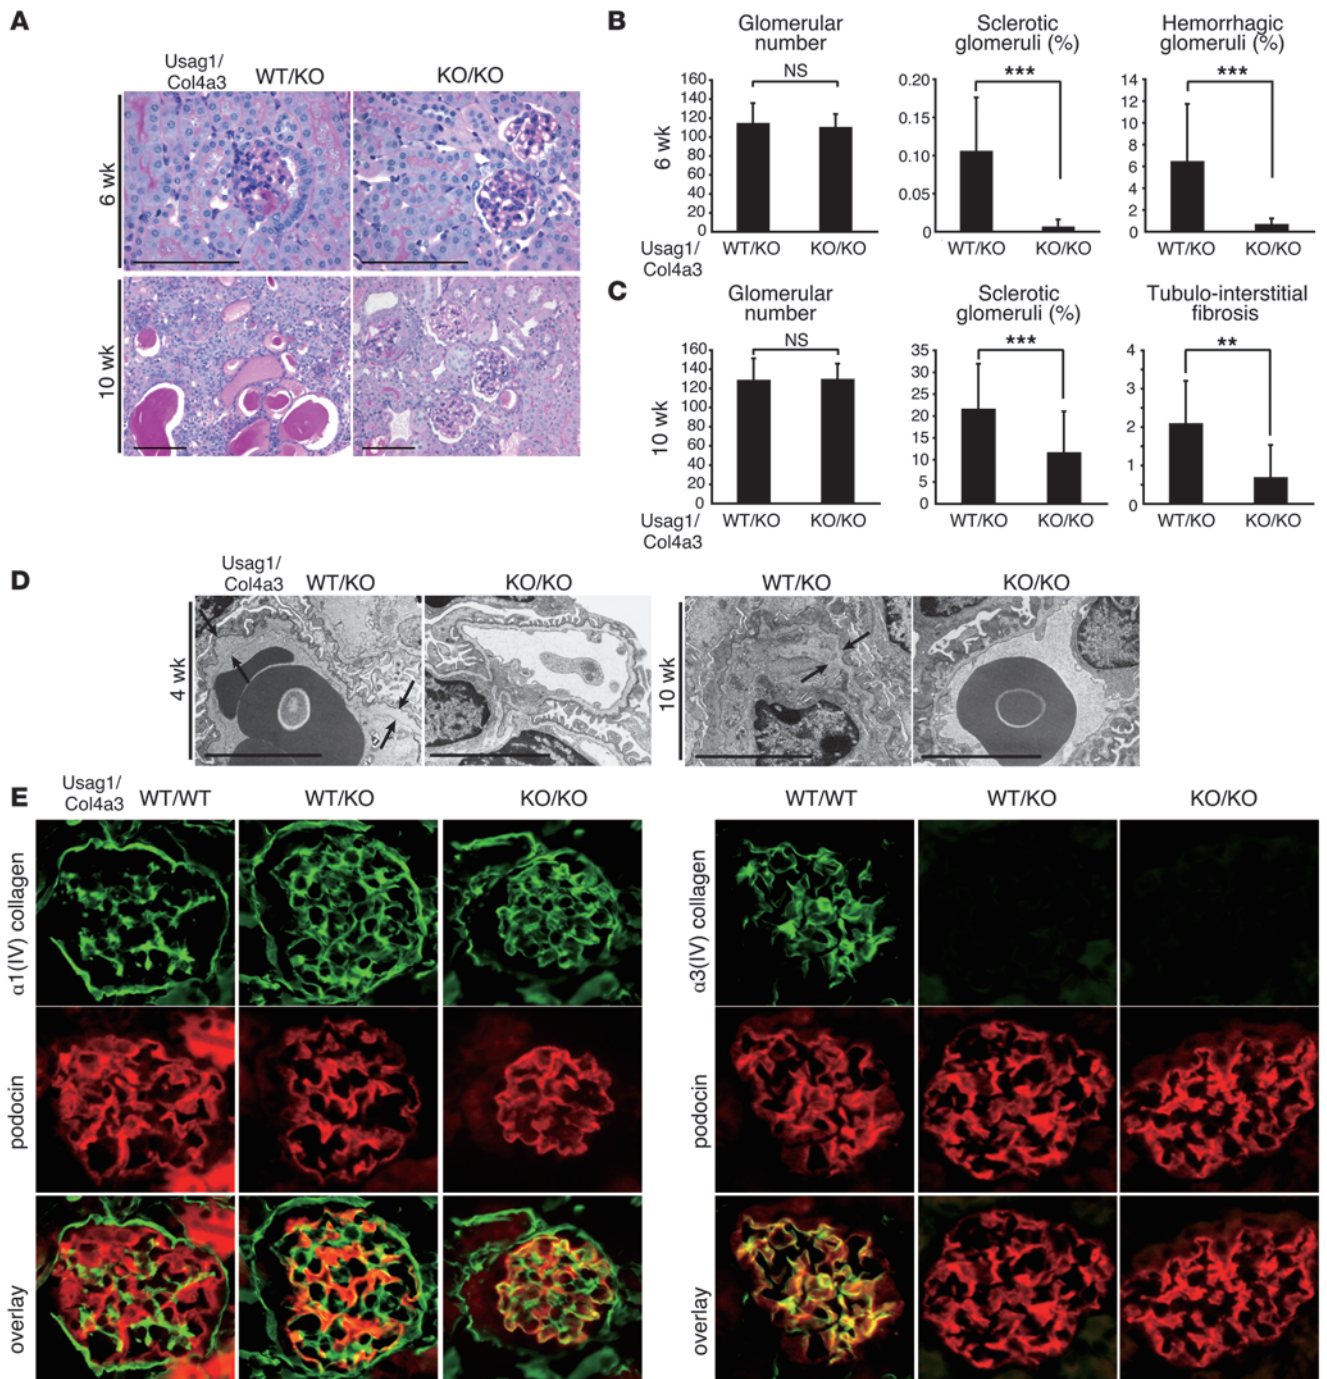 A
Usag1/
Col4a3
WT/KO
KO/KO
6 wk
10 wk
B
Glomerular
number
NS
160
140
120
100
80
60
40
20
0
6 wk
Usag1/
Col4a3
WT/KO
KO/KO
Sclerotic
glomeruli (%)
***
0.20
0.15
0.10
0.05
0
WT/KO
KO/KO
Hemorrhagic
glomeruli (%)
***
14
12
10
8
6
4
2
0
WT/KO
KO/KO
C
Glomerular
number
NS
160
140
120
100
80
60
40
20
0
10 wk
Usag1/
Col4a3
WT/KO
KO/KO
Sclerotic
glomeruli (%)
***
35
30
25
20
15
10
5
0
WT/KO
KO/KO
Tubulo-interstitial
fibrosis
**
4
3
2
1
0
WT/KO
KO/KO
D
Usag1/
Col4a3
WT/KO
KO/KO
4 wk
WT/KO
KO/KO
10 wk
E
Usag1/
Col4a3
WT/WT
WT/KO
KO/KO
α1(IV) collagen
podocin
overlay
WT/WT
WT/KO
KO/KO
α3(IV) collagen
podocin
overlay